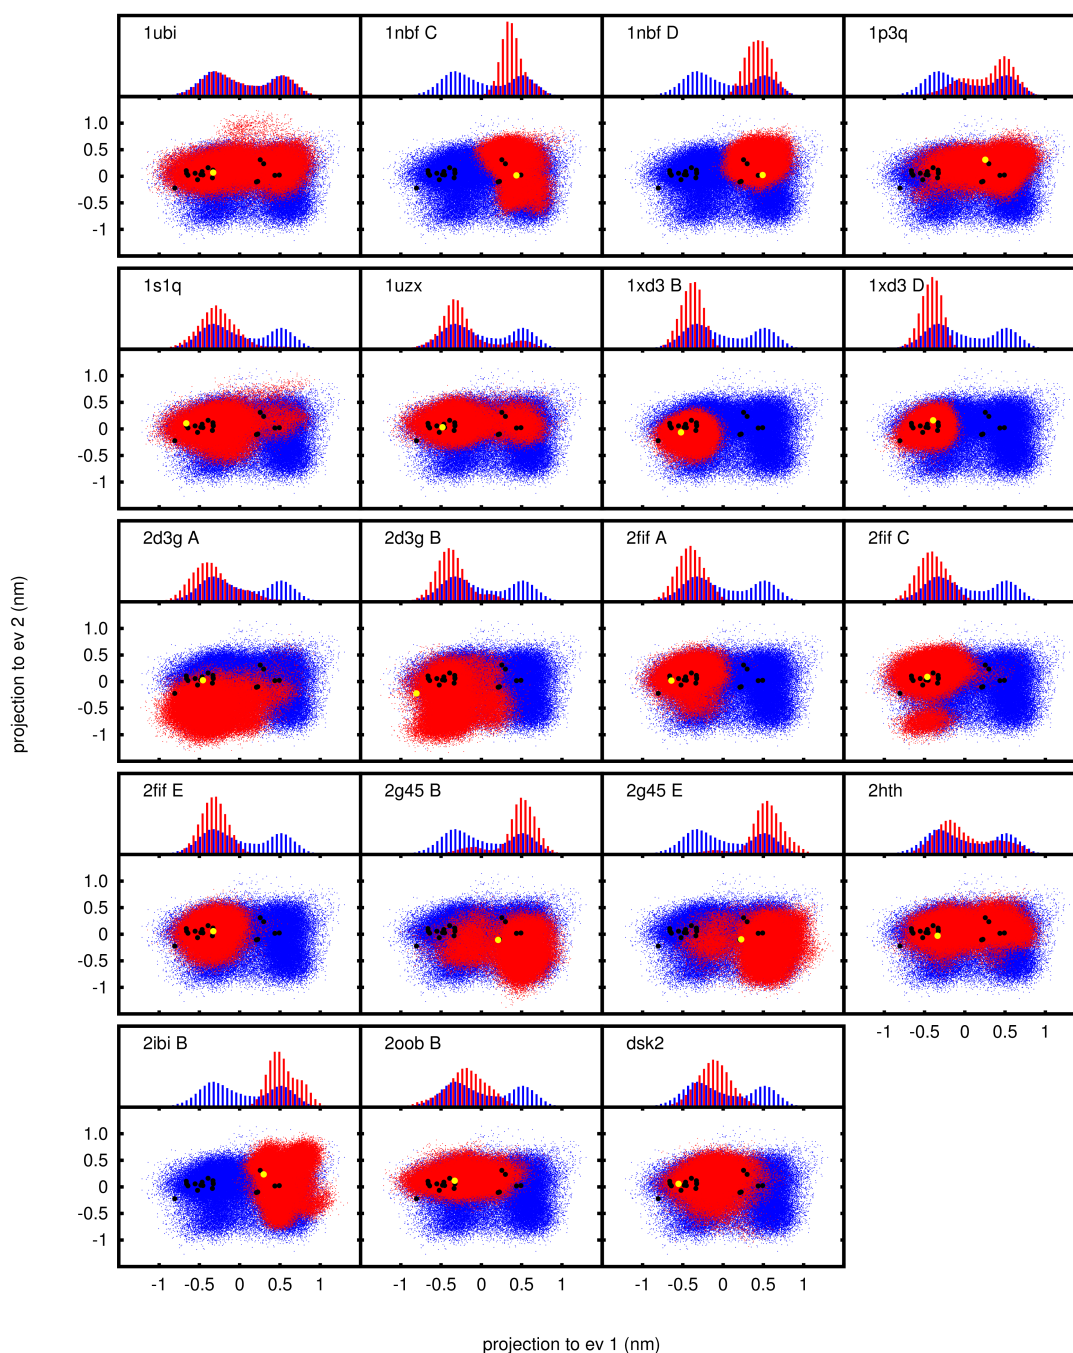 1ubi
1nbf C
1nbf D
1p3q
1.0
0.5
0
-0.5
-1
1s1q
1uzx
1xd3 B
1xd3 D
1.0
0.5
0
-0.5
-1
2d3g A
2d3g B
2fif A
2fif C
1.0
0.5
0
-0.5
-1
projection to ev 2 (nm)
2fif E
2g45 B
2g45 E
2hth
1.0
0.5
0
-0.5
-1
-1 -0.5 0 0.5 1
2ibi B
2oob B
dsk2
1.0
0.5
0
-0.5
-1
-1 -0.5 0 0.5 1
-1 -0.5 0 0.5 1
-1 -0.5 0 0.5 1
projection to ev 1 (nm)